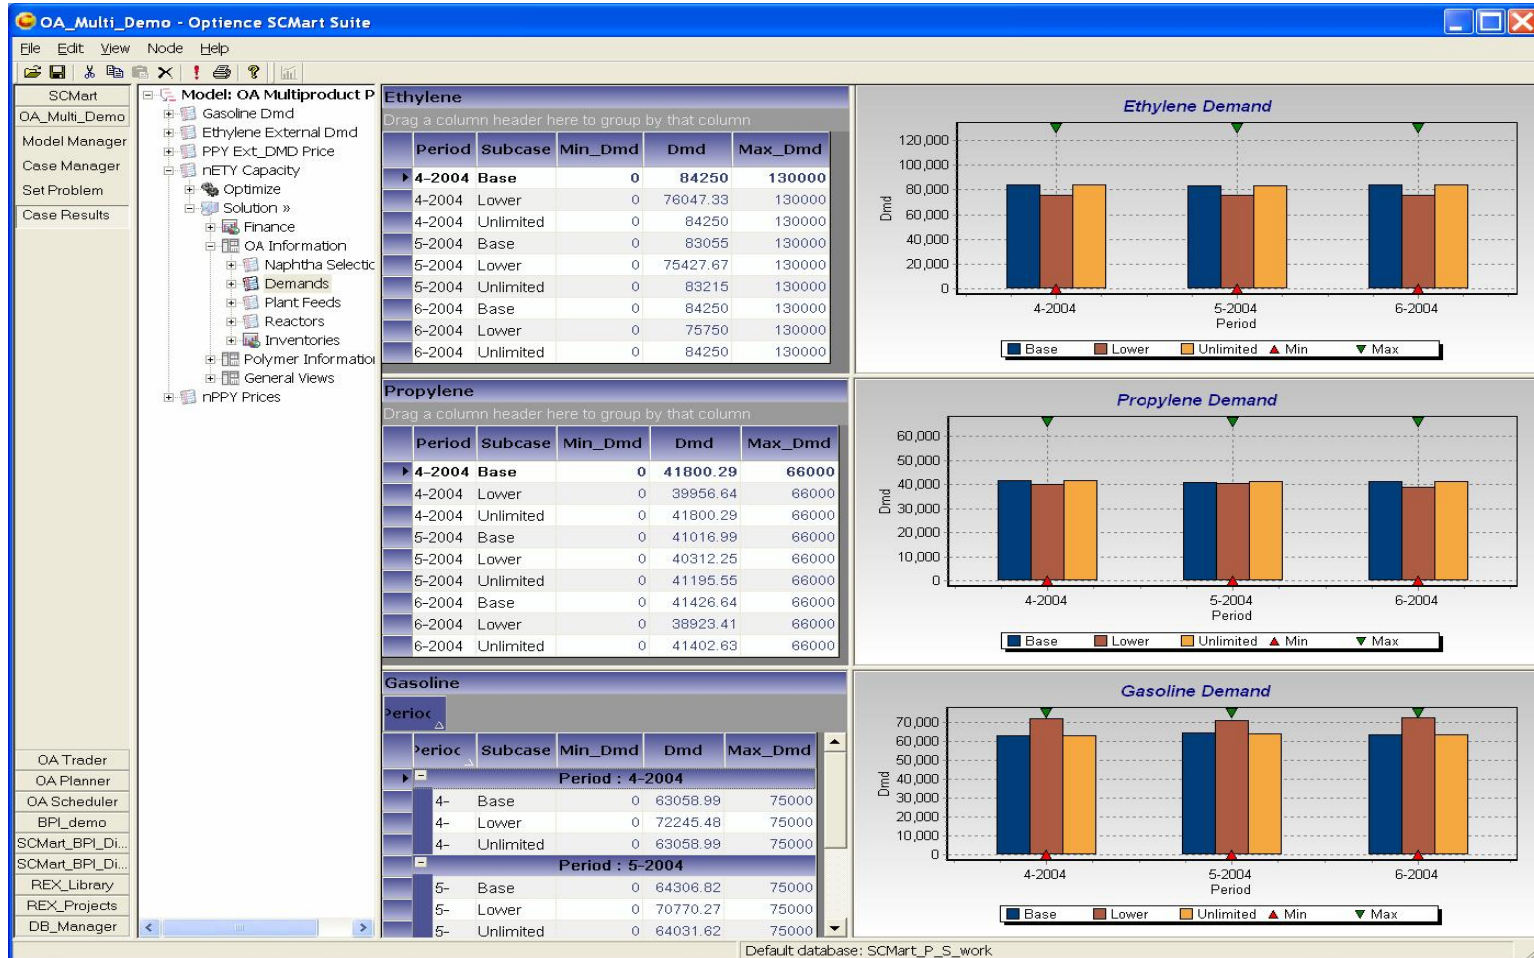 OA_Multi_Demo - Optience SCMart Suite
File Edit View Node Help
SCMart
OA_Multi_Demo
Model Manager
Case Manager
Set Problem
Case Results
OA Trader
OA Planner
OA Scheduler
BPI_demo
SCMart_BPI_Di...
SCMart_BPI_Di...
REX_Library
REX_Projects
DB_Manager
Model: OA Multiproduct P
Gasoline Dmd
Ethylene External Dmd
PPY Ext_DMD Price
nETY Capacity
Optimize
Solution »
Finance
OA Information
Naphtha Selectic
Demands
Plant Feeds
Reactors
Inventories
Polymer Information
General Views
nPPY Prices
Ethylene
Drag a column header here to group by that column
Period Subcase Min_Dmd Dmd Max_Dmd
4-2004 Base 0 84250 130000
4-2004 Lower 0 76047.33 130000
4-2004 Unlimited 0 84250 130000
5-2004 Base 0 83055 130000
5-2004 Lower 0 75427.67 130000
5-2004 Unlimited 0 83215 130000
6-2004 Base 0 84250 130000
6-2004 Lower 0 75750 130000
6-2004 Unlimited 0 84250 130000
Ethylene Demand
120,000
100,000
80,000
60,000
40,000
20,000
0
Dmd
4-2004 5-2004 6-2004
Period
Base Lower Unlimited Min Max
Propylene
Drag a column header here to group by that column
Period Subcase Min_Dmd Dmd Max_Dmd
4-2004 Base 0 41800.29 66000
4-2004 Lower 0 39956.64 66000
4-2004 Unlimited 0 41800.29 66000
5-2004 Base 0 41016.99 66000
5-2004 Lower 0 40312.25 66000
5-2004 Unlimited 0 41195.55 66000
6-2004 Base 0 41426.64 66000
6-2004 Lower 0 38923.41 66000
6-2004 Unlimited 0 41402.63 66000
Propylene Demand
60,000
50,000
40,000
30,000
20,000
10,000
0
Dmd
4-2004 5-2004 6-2004
Period
Base Lower Unlimited Min Max
Gasoline
Perioc
Perioc Subcase Min_Dmd Dmd Max_Dmd
Period : 4-2004
4- Base 0 63058.99 75000
4- Lower 0 72245.48 75000
4- Unlimited 0 63058.99 75000
Period : 5-2004
5- Base 0 64306.82 75000
5- Lower 0 70770.27 75000
5- Unlimited 0 64031.62 75000
Gasoline Demand
70,000
60,000
50,000
40,000
30,000
20,000
10,000
0
Dmd
4-2004 5-2004 6-2004
Period
Base Lower Unlimited Min Max
Default database: SCMart_P_S_work